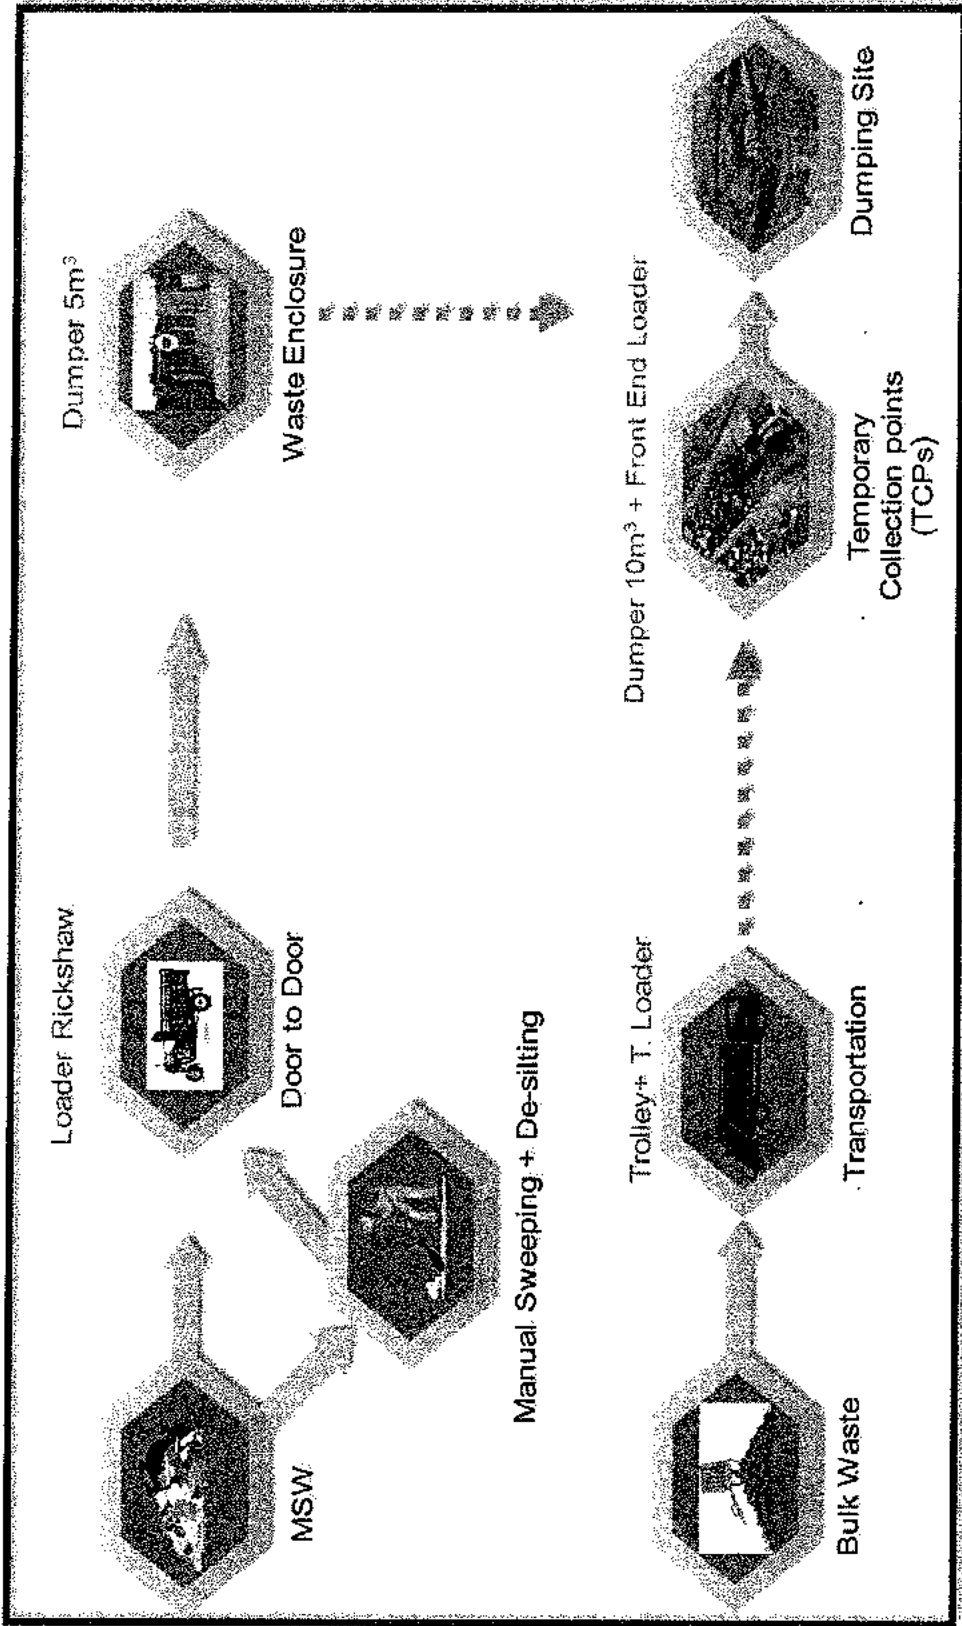 Loader Rickshaw
Dumper 5m³
MSW
Door to Door
Waste Enclosure
Manual Sweeping + De-silting
Trolley+ T. Loader
Dumper 10m³ + Front End Loader
Bulk Waste
Transportation
Temporary
Collection points
(TCPs)
Dumping Site